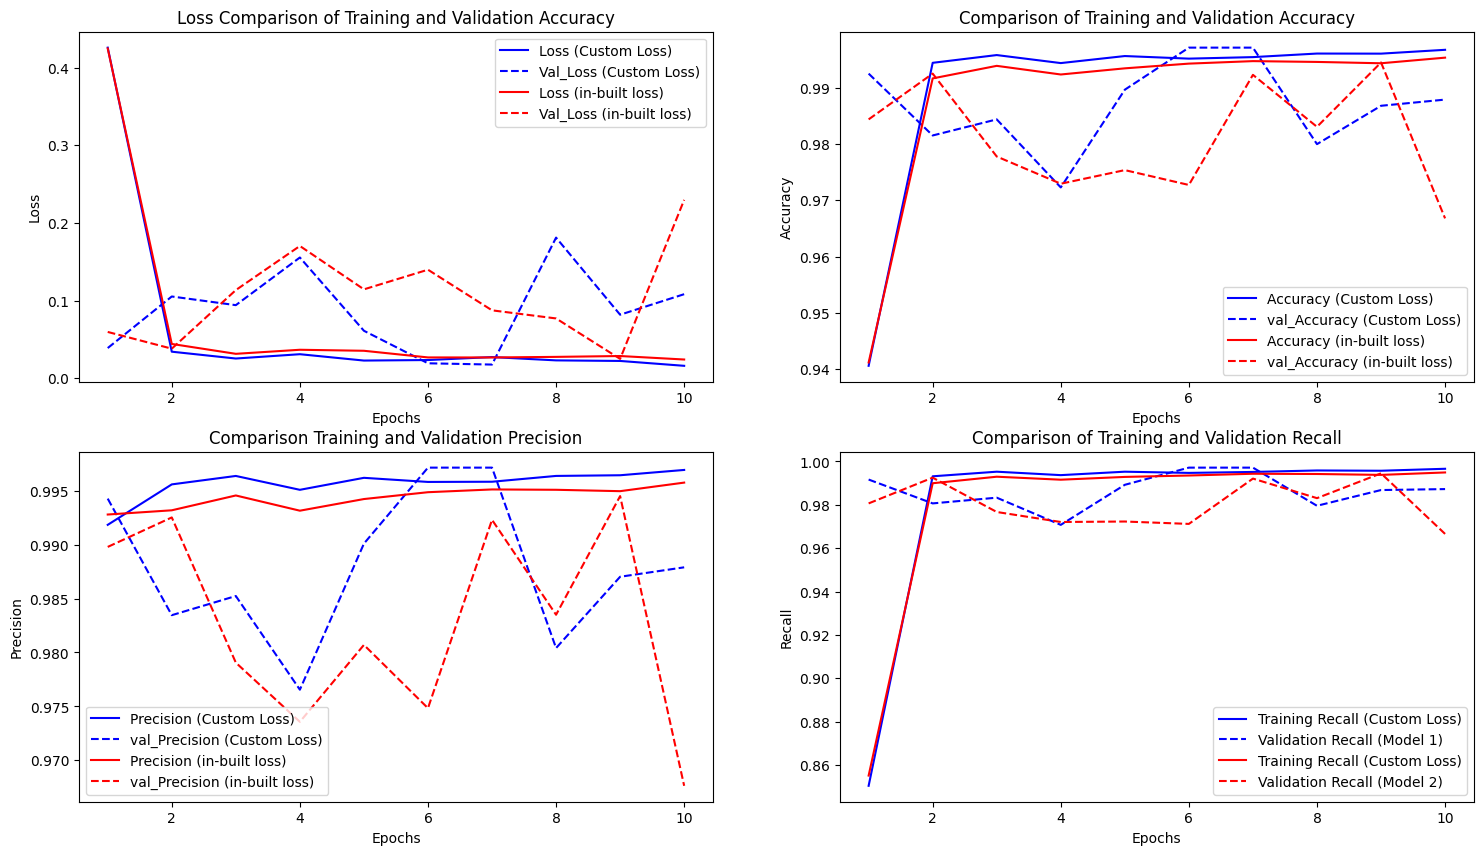 Loss Comparison of Training and Validation Accuracy
0.4
0.3
0.2
0.1
0.0
Loss
Loss (Custom Loss)
Val_Loss (Custom Loss)
Loss (in-built loss)
Val_Loss (in-built loss)
2 4 6 8 10
Epochs
Comparison of Training and Validation Accuracy
0.99
0.98
0.97
0.96
0.95
0.94
Accuracy
Accuracy (Custom Loss)
val_Accuracy (Custom Loss)
Accuracy (in-built loss)
val_Accuracy (in-built loss)
2 4 6 8 10
Epochs
Comparison Training and Validation Precision
0.995
0.990
0.985
0.980
0.975
0.970
Precision
Precision (Custom Loss)
val_Precision (Custom Loss)
Precision (in-built loss)
val_Precision (in-built loss)
2 4 6 8 10
Epochs
Comparison of Training and Validation Recall
1.00
0.98
0.96
0.94
0.92
0.90
0.88
0.86
Recall
Training Recall (Custom Loss)
Validation Recall (Model 1)
Training Recall (Custom Loss)
Validation Recall (Model 2)
2 4 6 8 10
Epochs